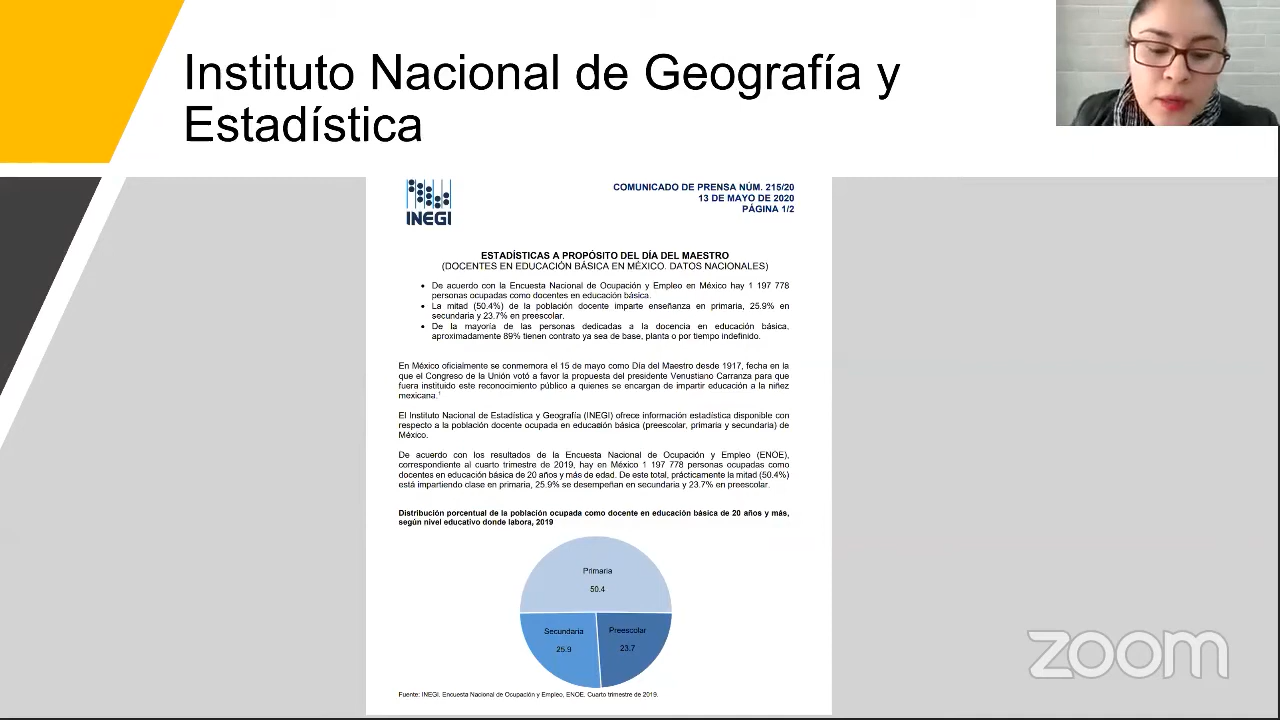 Instituto Nacional de Geografía y
Estadística
INEGI
COMUNICADO DE PRENSA NÚM. 215/20
13 DE MAYO DE 2020
PÁGINA 1/2
ESTADÍSTICAS A PROPÓSITO DEL DÍA DEL MAESTRO
(DOCENTES EN EDUCACIÓN BÁSICA EN MÉXICO. DATOS NACIONALES)
• De acuerdo con la Encuesta Nacional de Ocupación y Empleo en México hay 1 197 778
personas ocupadas como docentes en educación básica.
• La mitad (50.4%) de la población docente imparte enseñanza en primaria, 25.9% en
secundaria y 23.7% en preescolar.
• De la mayoría de las personas dedicadas a la docencia en educación básica,
aproximadamente 89% tienen contrato ya sea de base, planta o por tiempo indefinido.
En México oficialmente se conmemora el 15 de mayo como Día del Maestro desde 1917, fecha en la
que el Congreso de la Unión votó a favor la propuesta del presidente Venustiano Carranza para que
fuera instituido este reconocimiento público a quienes se encargan de impartir educación a la niñez
mexicana.¹
El Instituto Nacional de Estadística y Geografía (INEGI) ofrece información estadística disponible con
respecto a la población docente ocupada en educación básica (preescolar, primaria y secundaria) de
México.
De acuerdo con los resultados de la Encuesta Nacional de Ocupación y Empleo (ENOE),
correspondiente al cuarto trimestre de 2019, hay en México 1 197 778 personas ocupadas como
docentes en educación básica de 20 años y más de edad. De este total, prácticamente la mitad (50.4%)
está impartiendo clase en primaria, 25.9% se desempeñan en secundaria y 23.7% en preescolar.
Distribución porcentual de la población ocupada como docente en educación básica de 20 años y más,
según nivel educativo donde labora, 2019
Primaria
50.4
Secundaria
25.9
Preescolar
23.7
Fuente: INEGI. Encuesta Nacional de Ocupación y Empleo, ENOE. Cuarto trimestre de 2019.
zoom